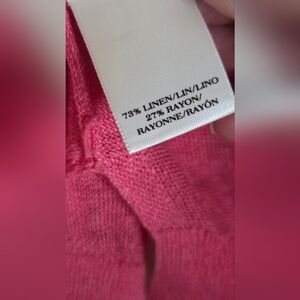 73% LINEN/LIN/LINO
27% RAYON/
RAYONNE/RAYÓN